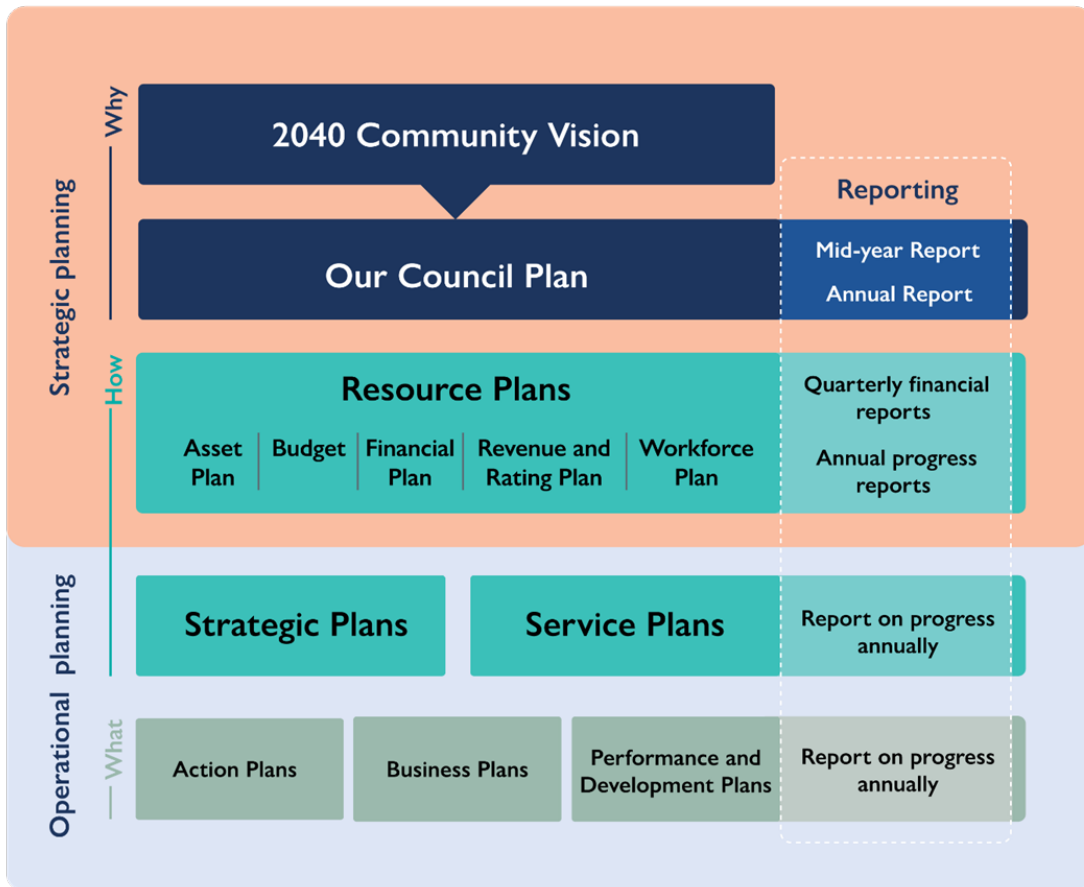 Strategic planning
Why
2040 Community Vision
Reporting
Our Council Plan
Mid-year Report
Annual Report
How
Resource Plans
Asset
Plan
Budget
Financial
Plan
Revenue and
Rating Plan
Workforce
Plan
Quarterly financial
reports
Annual progress
reports
Operational planning
Strategic Plans
Service Plans
Report on progress
annually
What
Action Plans
Business Plans
Performance and
Development Plans
Report on progress
annually